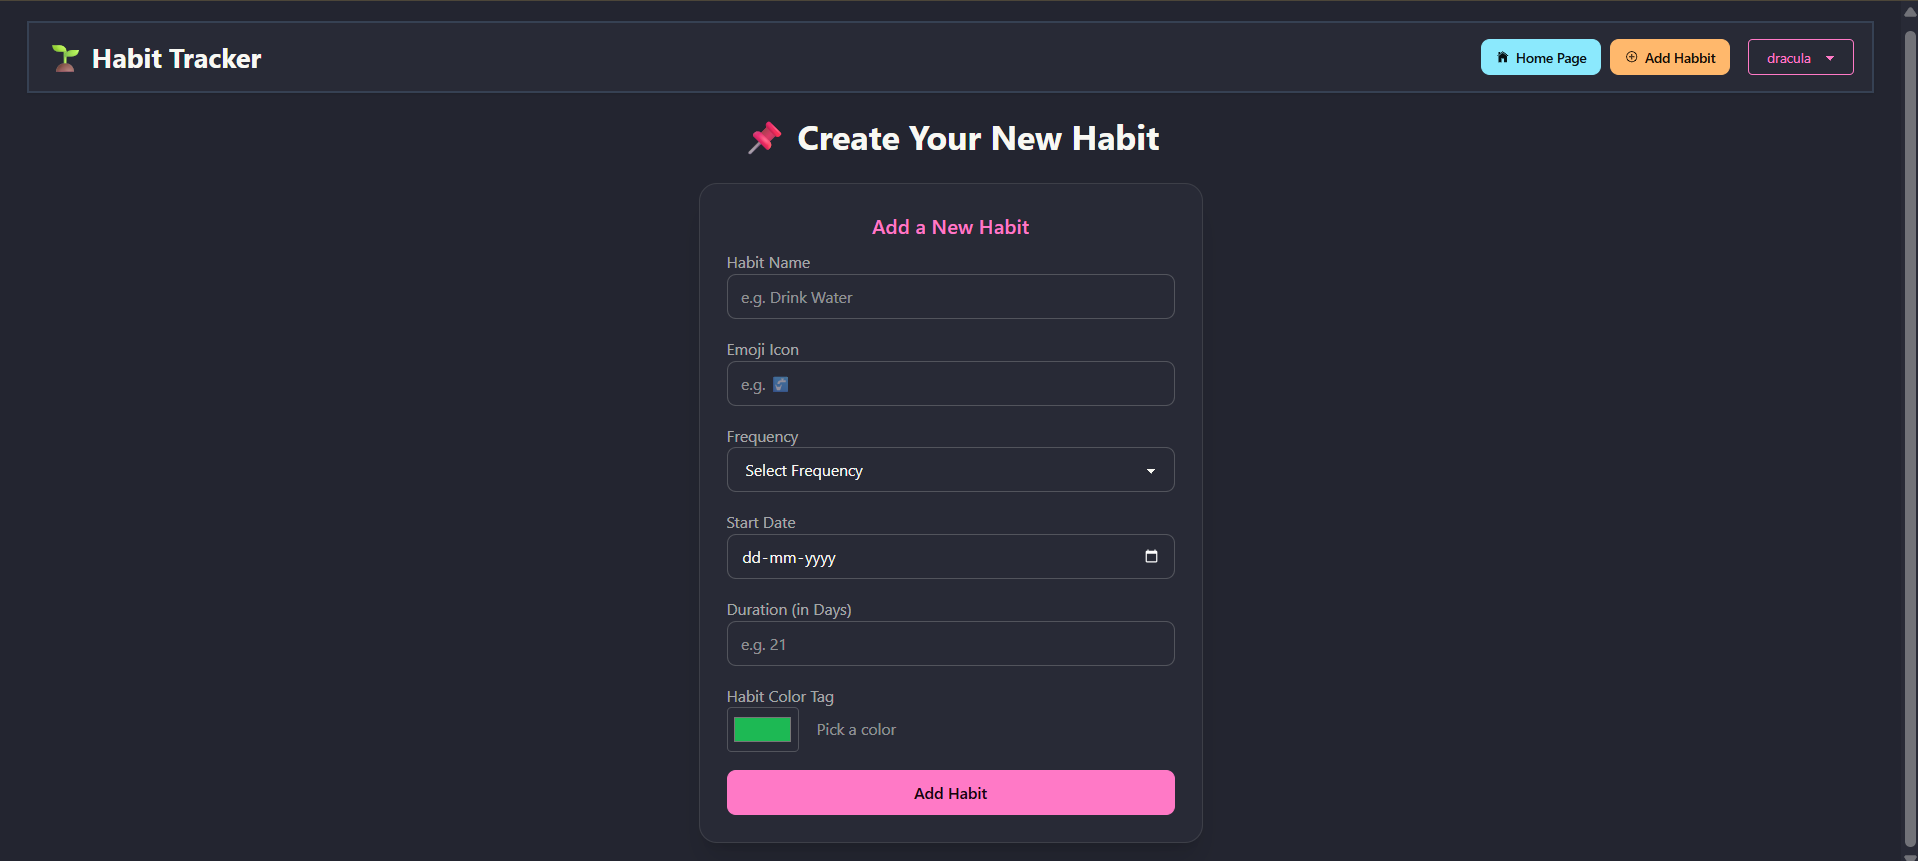 🌱 Habit Tracker
Home Page
Add Habbit
dracula
📌 Create Your New Habit
Add a New Habit
Habit Name
e.g. Drink Water
Emoji Icon
e.g. 🚰
Frequency
Select Frequency
Start Date
dd-mm-yyyy
Duration (in Days)
e.g. 21
Habit Color Tag
Pick a color
Add Habit